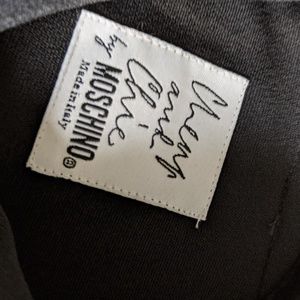 Cheap
and
Chic
by
MOSCHINO®
Made in Italy